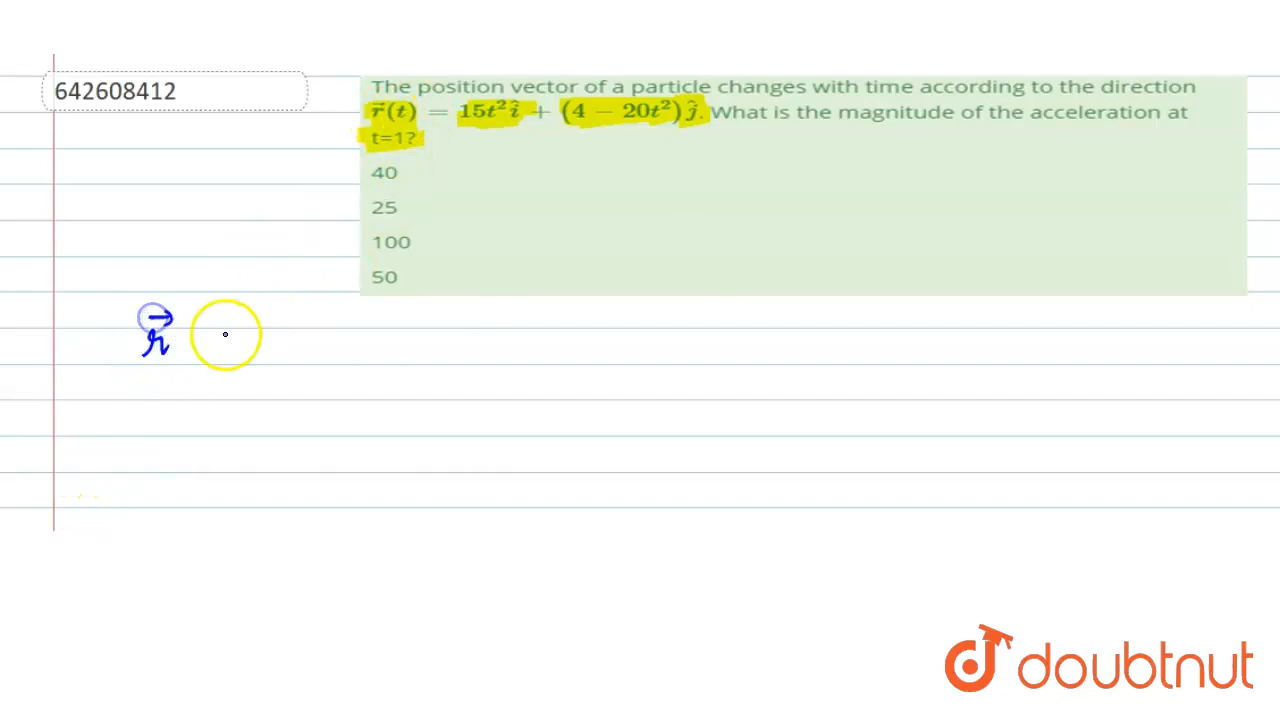 642608412
The position vector of a particle changes with time according to the direction
r⃗(t) = 15t² î + (4 − 20t²) ĵ. What is the magnitude of the acceleration at
t=1?
40
25
100
50
r⃗
doubtnut